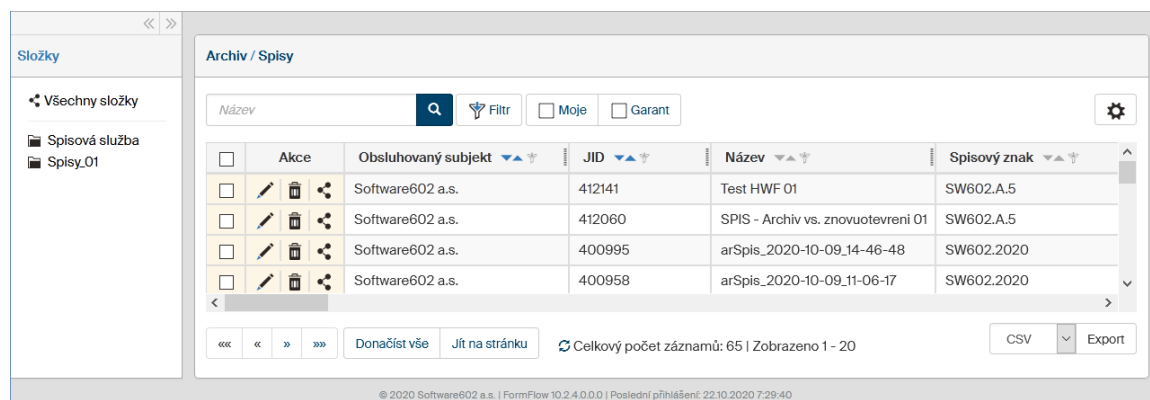 Složky
Archiv / Spisy
Všechny složky
Spisová služba
Spisy_01
Název
Filtr
Moje
Garant
Akce Obsluhovaný subjekt JID Název Spisový znak
Software602 a.s. 412141 Test HWF 01 SW602.A.5
Software602 a.s. 412060 SPIS - Archiv vs. znovuotevreni 01 SW602.A.5
Software602 a.s. 400995 arSpis_2020-10-09_14-46-48 SW602.2020
Software602 a.s. 400958 arSpis_2020-10-09_11-06-17 SW602.2020
«« « » »» Donačíst vše Jít na stránku Celkový počet záznamů: 65 | Zobrazeno 1 - 20 CSV Export
© 2020 Software602 a.s. | FormFlow 10.2.4.0.0.0 | Poslední přihlášení: 22.10.2020 7:29:40